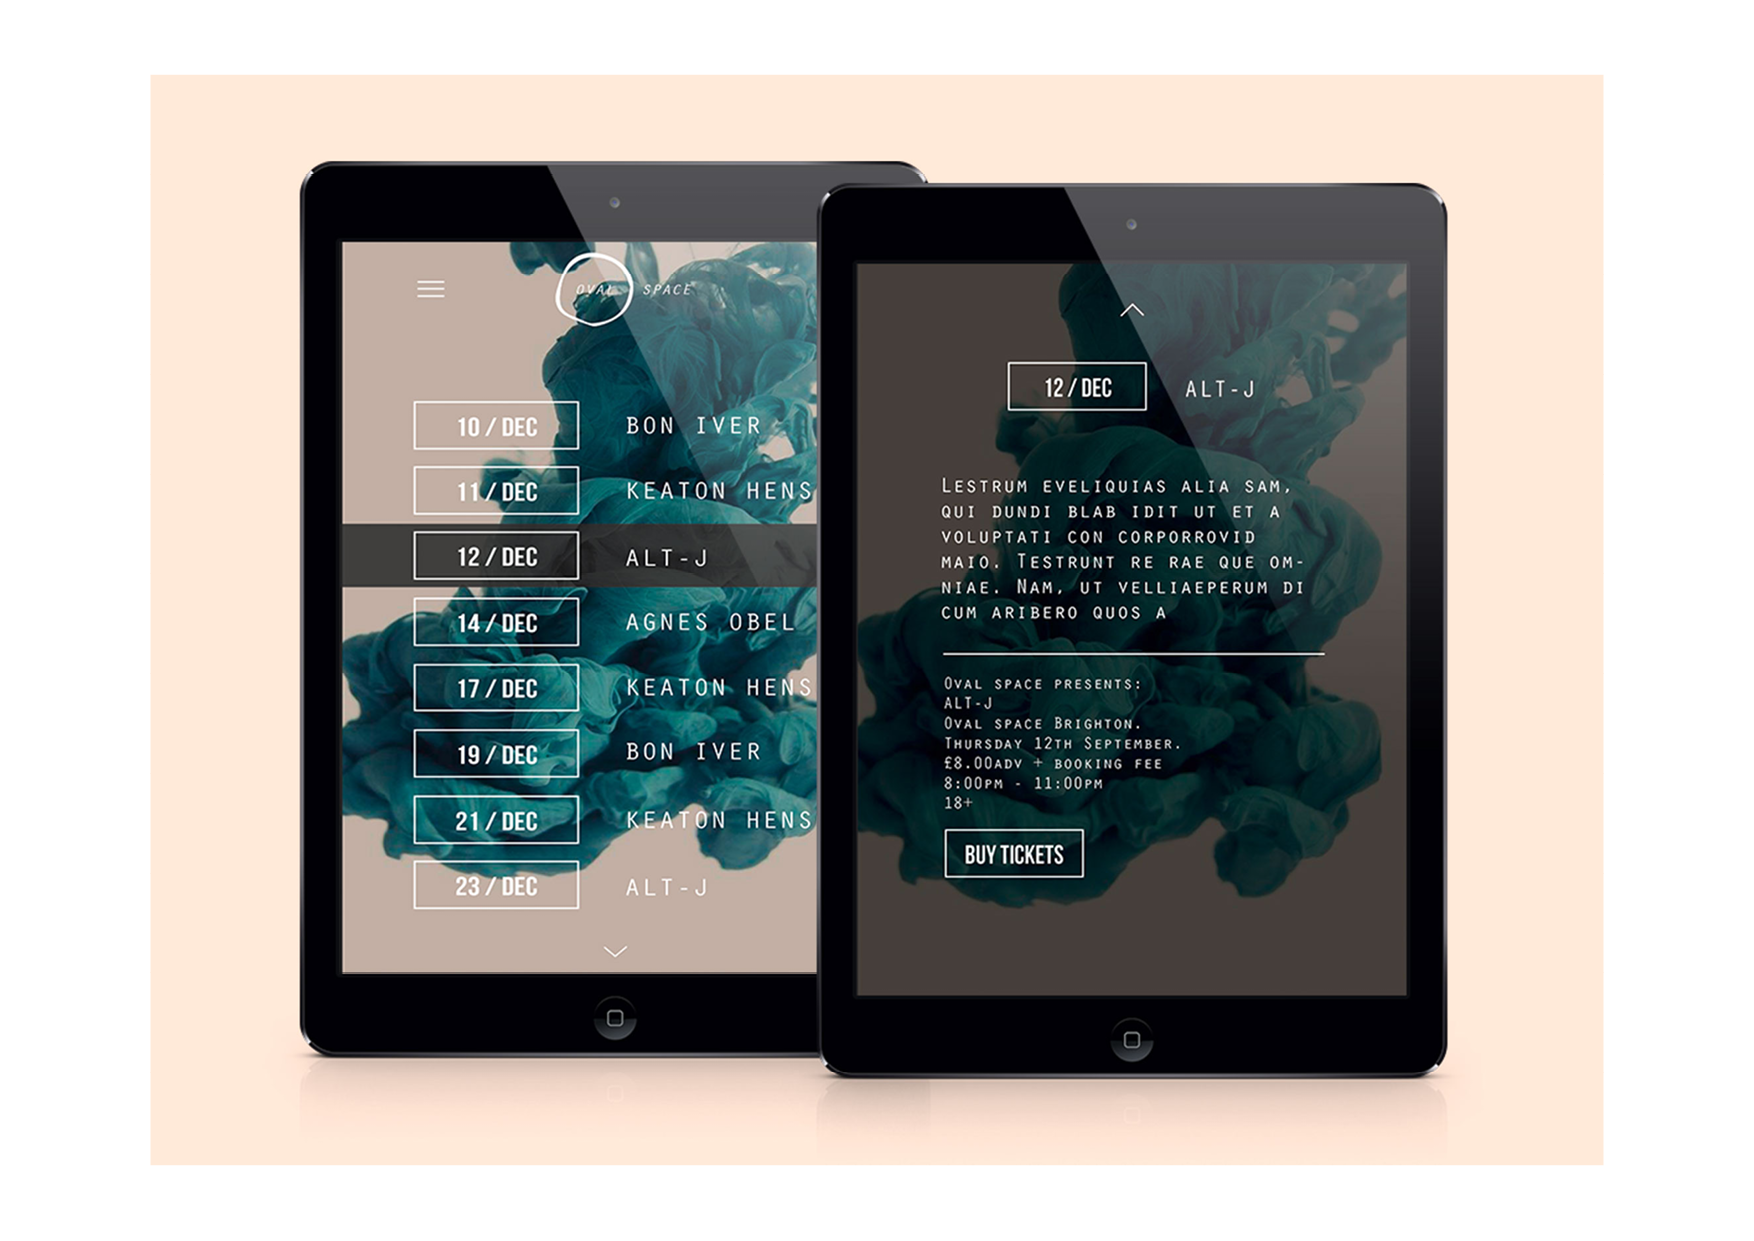 OVAL SPACE
10 / DEC BON IVER
11 / DEC KEATON HENS
12 / DEC ALT-J
14 / DEC AGNES OBEL
17 / DEC KEATON HENS
19 / DEC BON IVER
21 / DEC KEATON HENS
23 / DEC ALT-J
12 / DEC ALT-J
Lestrum eveliquias alia sam,
qui dundi blab idit ut et a
voluptati con corporrovid
maio. Testrunt re rae que om-
niae. Nam, ut velliaeperum di
cum aribero quos a
Oval space presents:
alt-j
Oval space Brighton.
Thursday 12th September.
£8.00adv + booking fee
8:00pm - 11:00pm
18+
BUY TICKETS